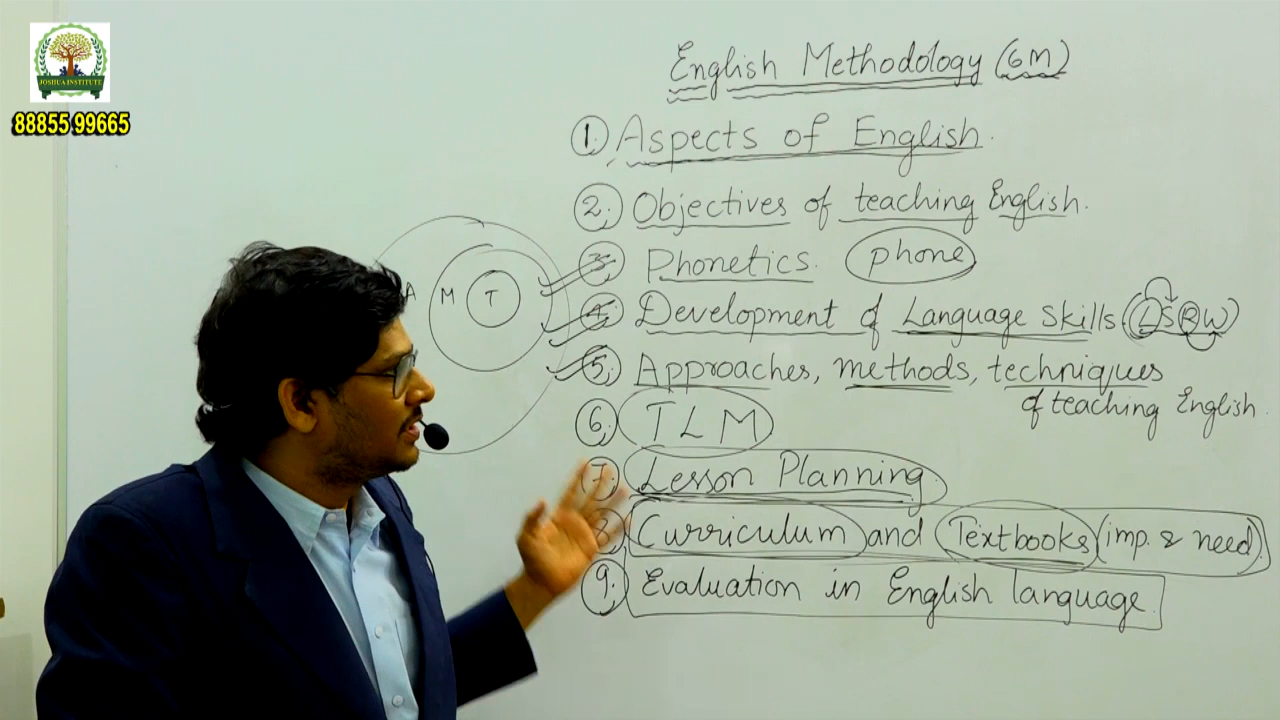 JOSHUA INSTITUTE
88855 99665
English Methodology (6M)
1. Aspects of English.
2. Objectives of teaching English.
3. Phonetics. phone
4. Development of Language Skills (LSRW)
5. Approaches, methods, techniques
of teaching English.
6. TLM
7. Lesson Planning
8. Curriculum and Textbooks (imp. & need)
9. Evaluation in English language.
A M T